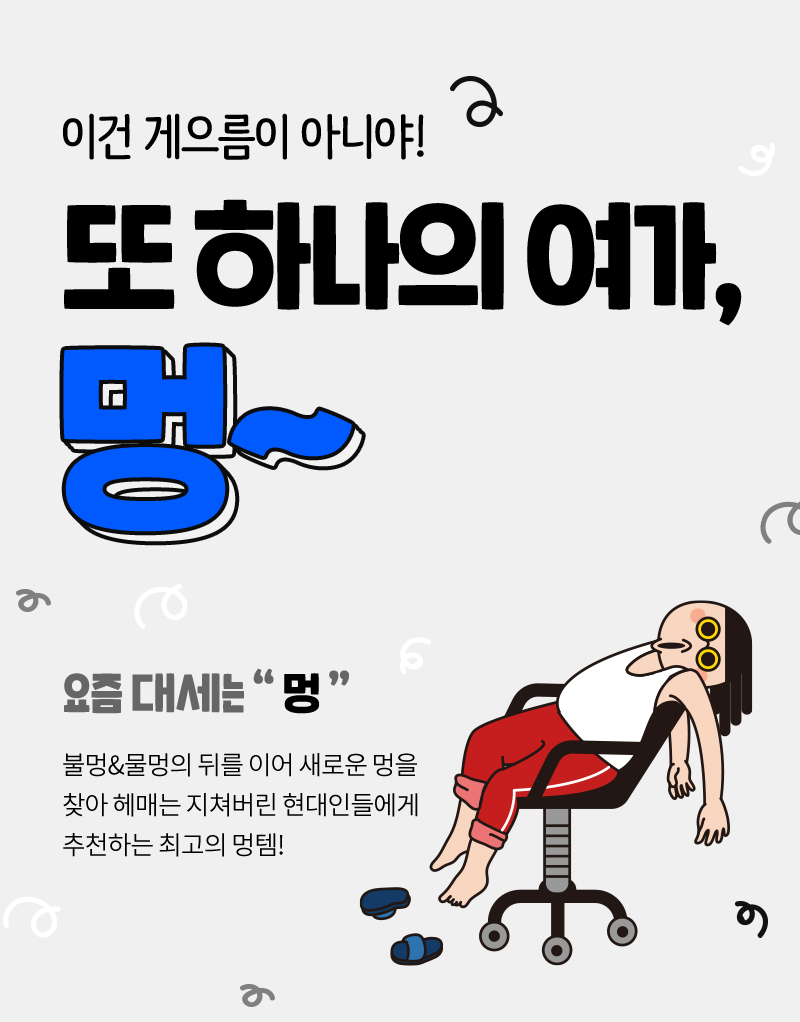 이건 게으름이 아니야!
또 하나의 여가,
멍~
요즘 대세는 “멍”
불멍&물멍의 뒤를 이어 새로운 멍을
찾아 헤매는 지쳐버린 현대인들에게
추천하는 최고의 멍템!